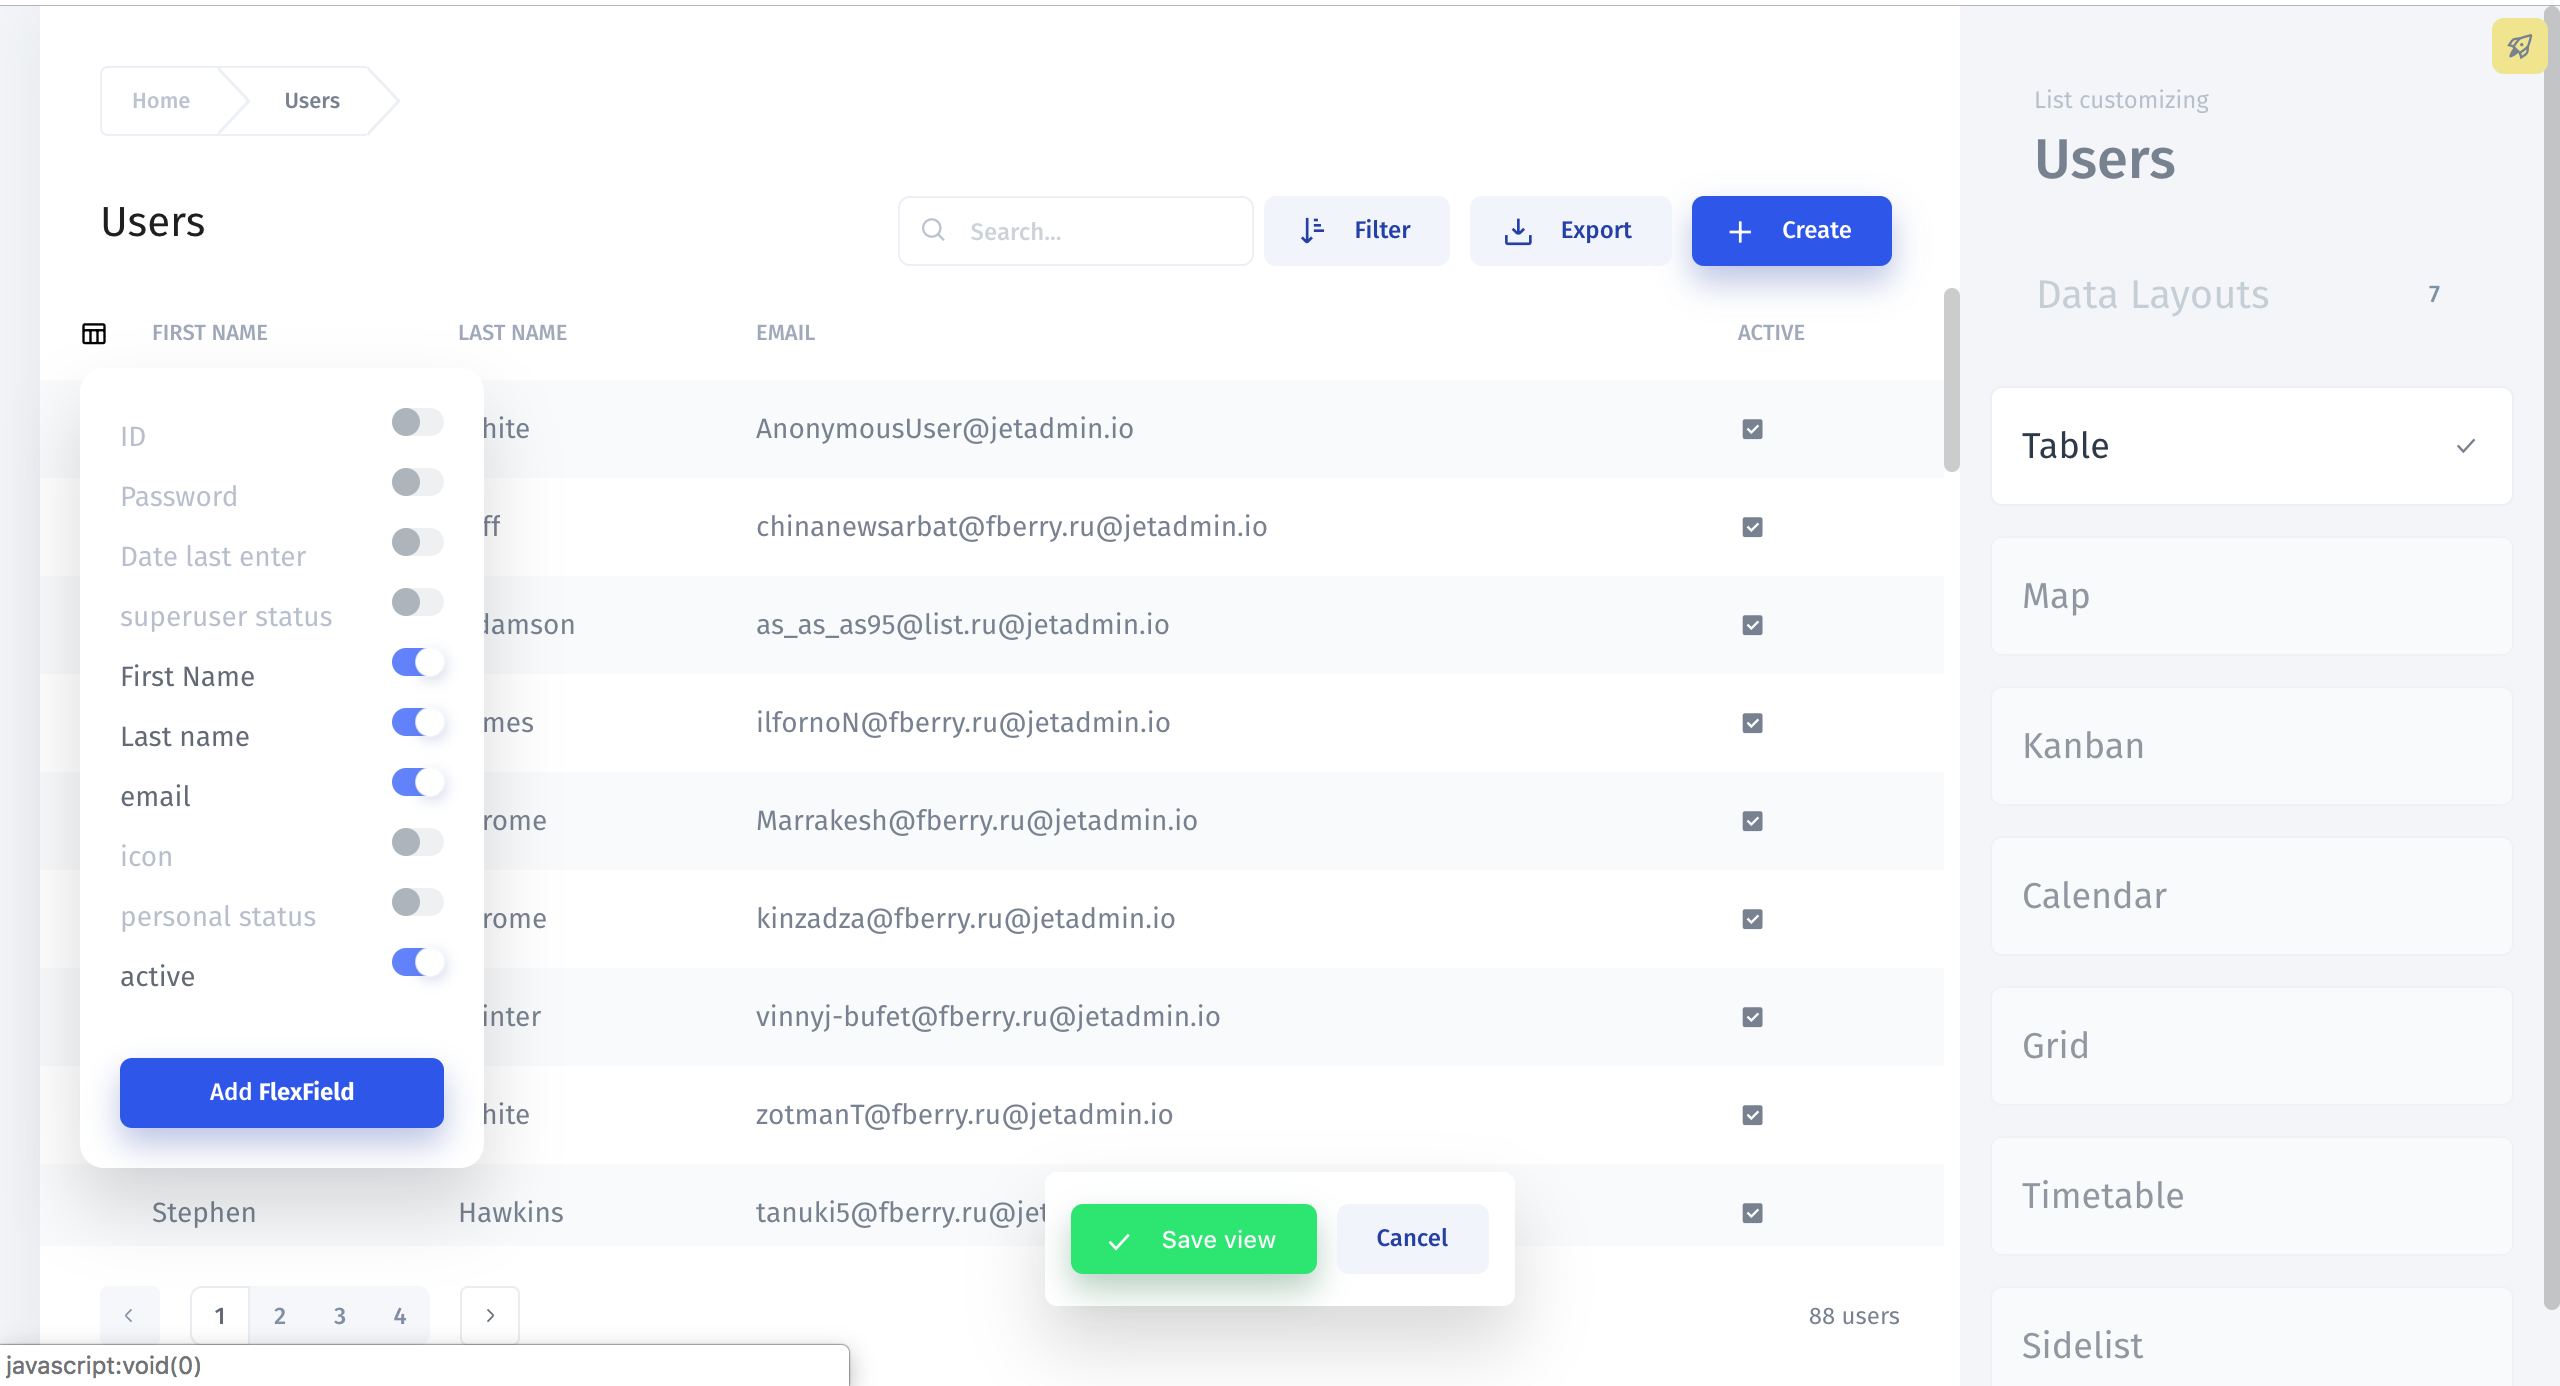 Home
Users
Users
Search...
Filter
Export
Create
FIRST NAME
LAST NAME
EMAIL
ACTIVE
ID
Password
Date last enter
superuser status
First Name
Last name
email
icon
personal status
active
Add FlexField
hite
AnonymousUser@jetadmin.io
ff
chinanewsarbat@fberry.ru@jetadmin.io
damson
as_as_as95@list.ru@jetadmin.io
mes
ilfornoN@fberry.ru@jetadmin.io
rome
Marrakesh@fberry.ru@jetadmin.io
rome
kinzadza@fberry.ru@jetadmin.io
inter
vinnyj-bufet@fberry.ru@jetadmin.io
hite
zotmanT@fberry.ru@jetadmin.io
Stephen
Hawkins
tanuki5@fberry.ru@jet
Save view
Cancel
1 2 3 4
88 users
javascript:void(0)
List customizing
Users
Data Layouts
7
Table
Map
Kanban
Calendar
Grid
Timetable
Sidelist